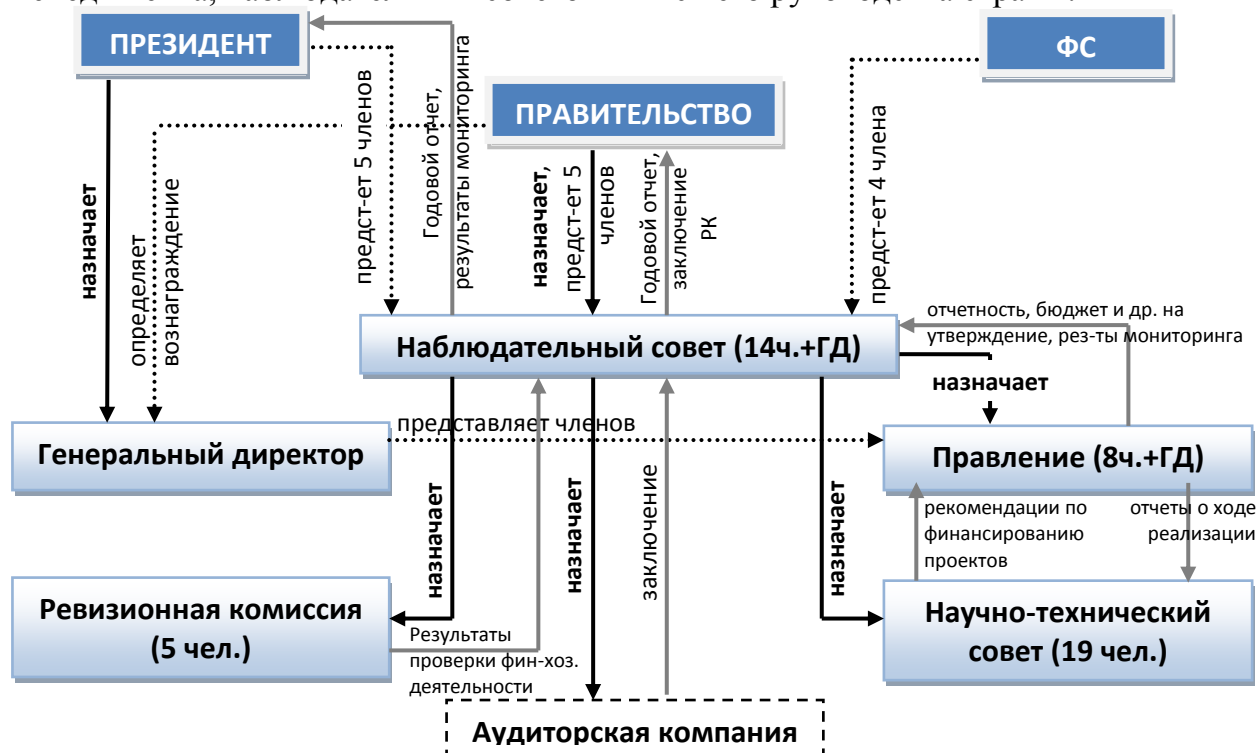 ПРЕЗИДЕНТ
ФС
ПРАВИТЕЛЬСТВО
назначает
определяет
вознаграждение
предст-ет 5 членов
Годовой отчет,
результаты мониторинга
назначает,
предст-ет 5
членов
Годовой отчет,
заключение
РК
предст-ет 4 члена
Наблюдательный совет (14ч.+ГД)
отчетность, бюджет и др. на
утверждение, рез-ты мониторинга
назначает
Генеральный директор
представляет членов
Правление (8ч.+ГД)
назначает
назначает
заключение
назначает
рекомендации по
финансированию
проектов
отчеты о ходе
реализации
Ревизионная комиссия
(5 чел.)
Результаты
проверки фин-хоз.
деятельности
Научно-технический
совет (19 чел.)
Аудиторская компания